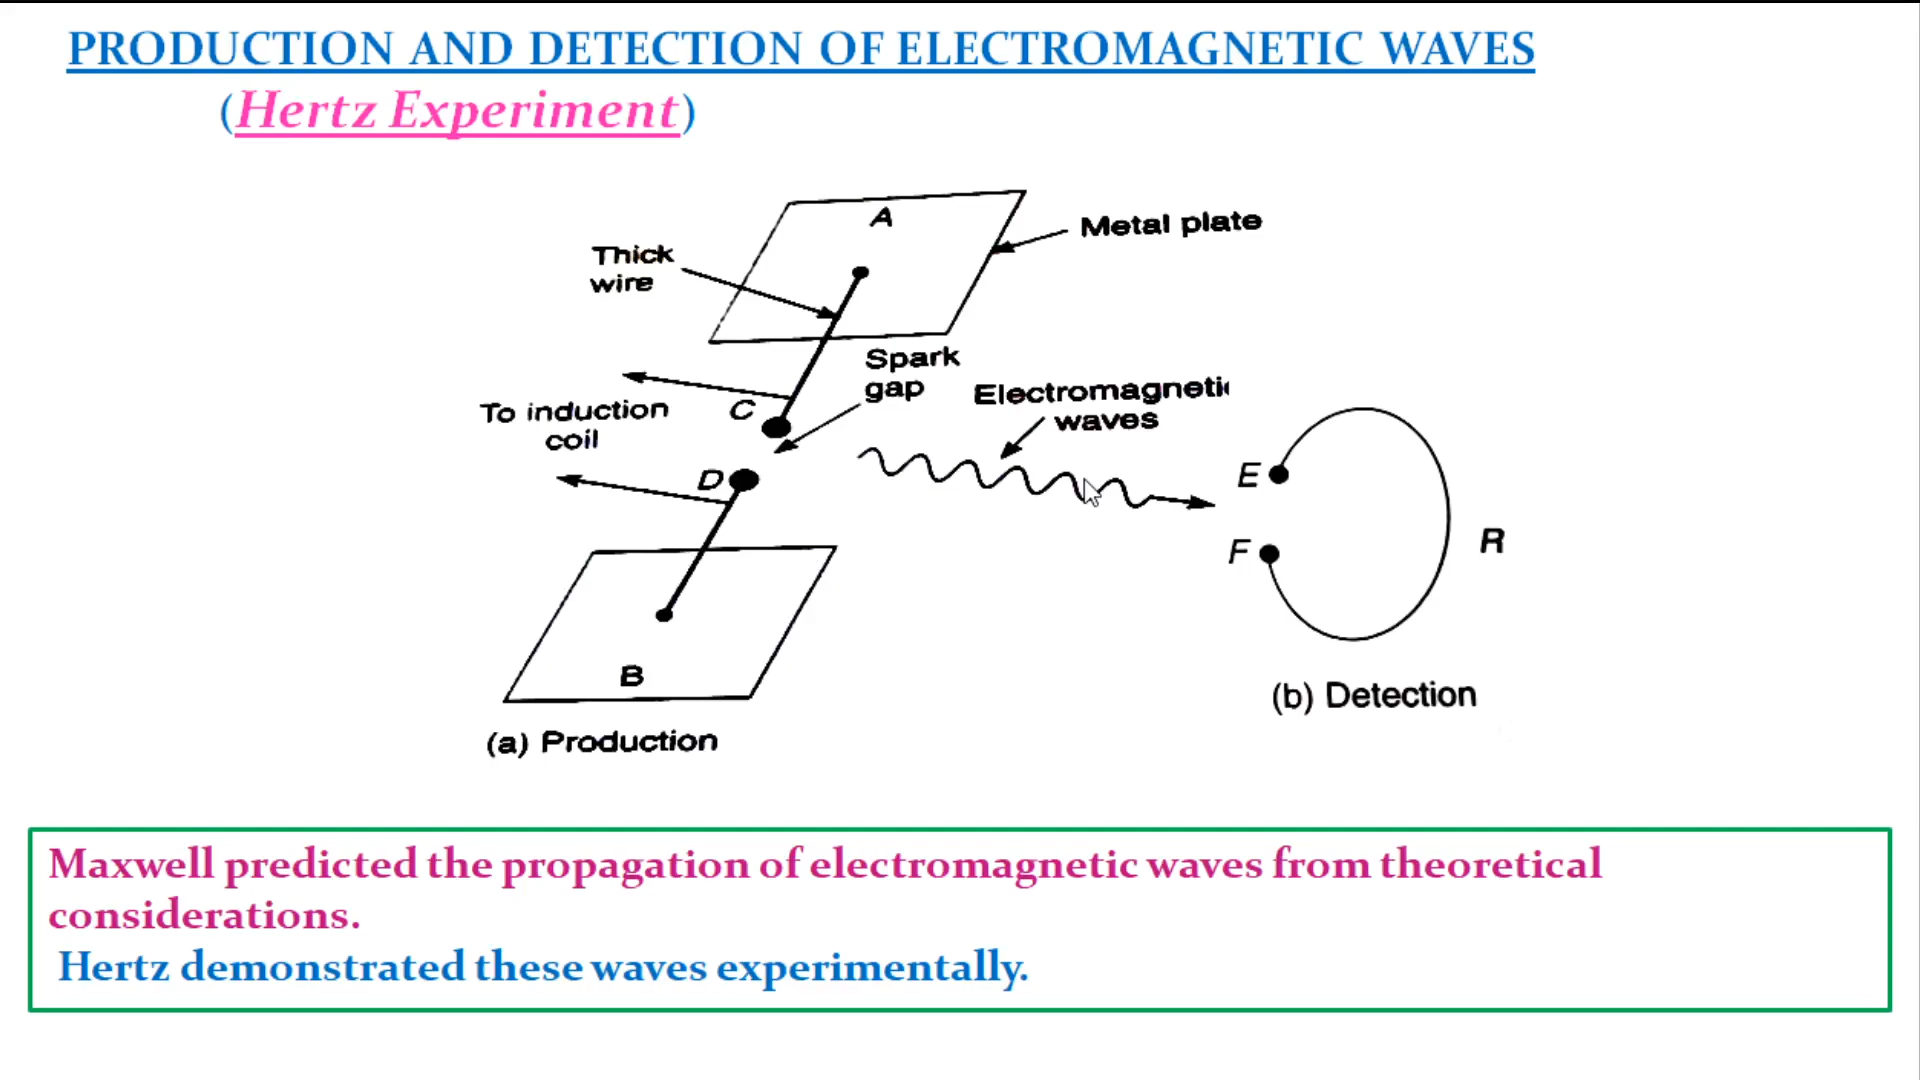 PRODUCTION AND DETECTION OF ELECTROMAGNETIC WAVES
(Hertz Experiment)
A
Metal plate
Thick
wire
Spark
gap
Electromagneti
waves
To induction
coil
C
D
E
F
R
B
(a) Production
(b) Detection
Maxwell predicted the propagation of electromagnetic waves from theoretical
considerations.
Hertz demonstrated these waves experimentally.